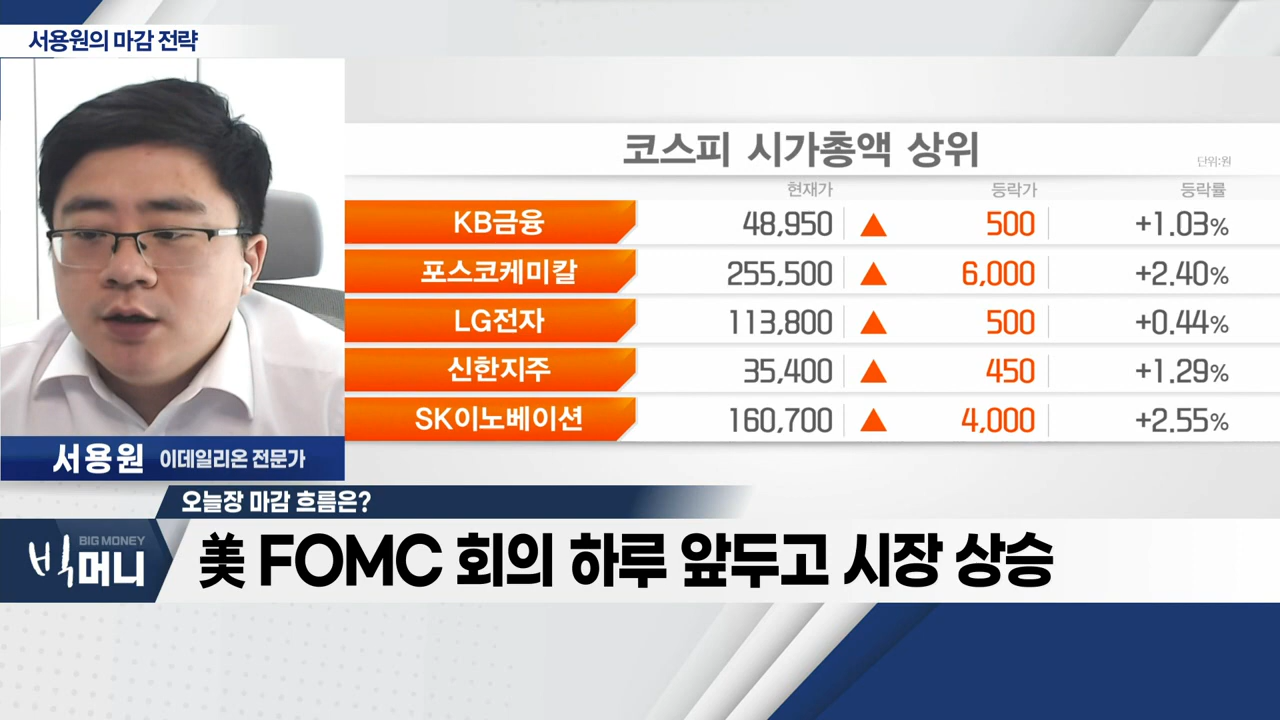 서용원의 마감 전략
코스피 시가총액 상위
단위:원
현재가 등락가 등락률
KB금융 48,950 ▲ 500 +1.03%
포스코케미칼 255,500 ▲ 6,000 +2.40%
LG전자 113,800 ▲ 500 +0.44%
신한지주 35,400 ▲ 450 +1.29%
SK이노베이션 160,700 ▲ 4,000 +2.55%
서용원 이데일리온 전문가
오늘장 마감 흐름은?
BIG MONEY
빅머니
美 FOMC 회의 하루 앞두고 시장 상승